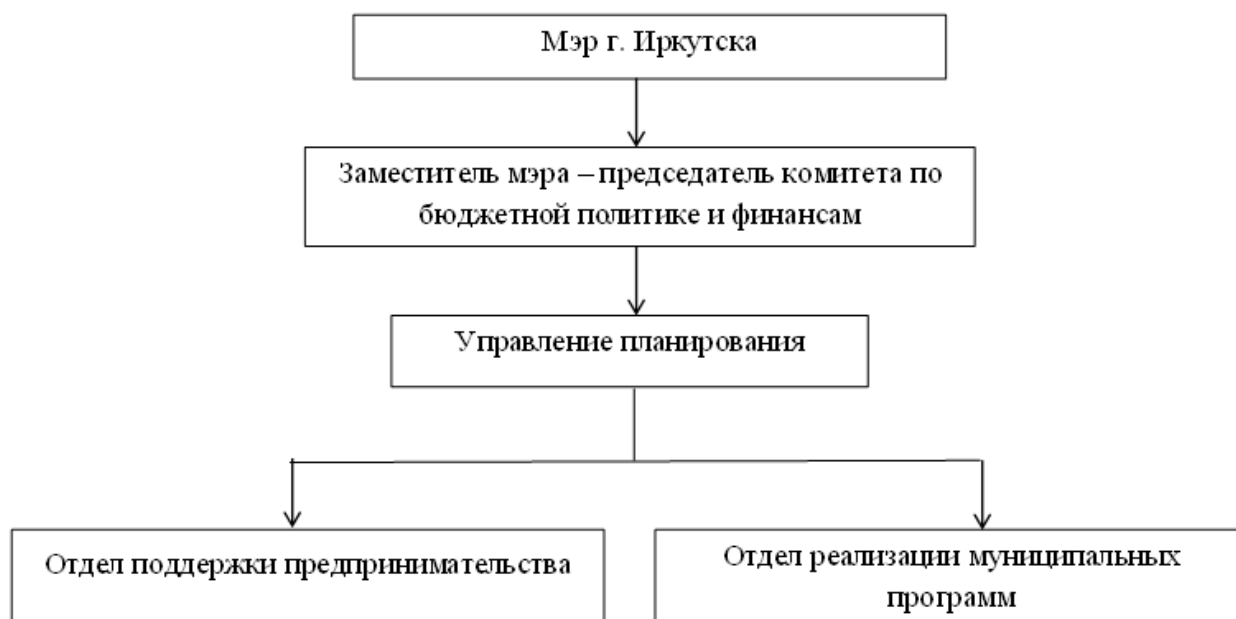 Мэр г. Иркутска
Заместитель мэра – председатель комитета по
бюджетной политике и финансам
Управление планирования
Отдел поддержки предпринимательства
Отдел реализации муниципальных
программ